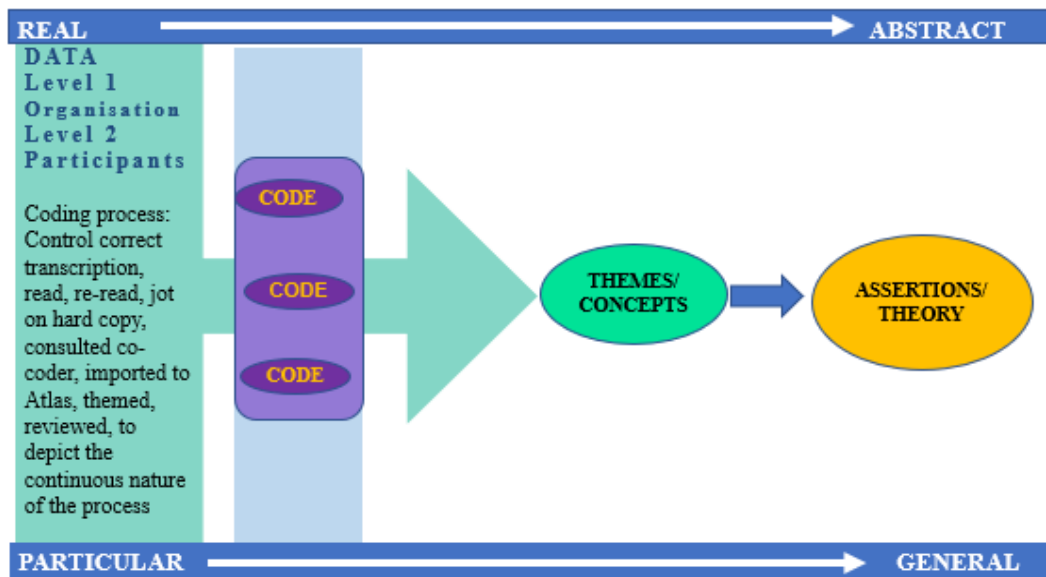 REAL ABSTRACT
DATA
Level 1
Organisation
Level 2
Participants
Coding process:
Control correct
transcription,
read, re-read, jot
on hard copy,
consulted co-
coder, imported to
Atlas, themed,
reviewed, to
depict the
continuous nature
of the process
CODE
CODE
CODE
THEMES/
CONCEPTS
ASSERTIONS/
THEORY
PARTICULAR GENERAL